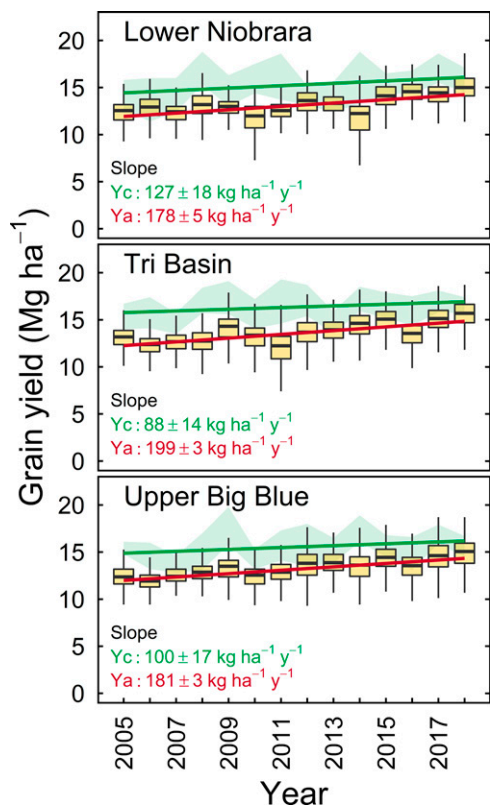 Grain yield (Mg ha⁻¹)
Lower Niobrara
20
15
10
5
0
Slope
Yc: 127 ± 18 kg ha⁻¹ y⁻¹
Ya: 178 ± 5 kg ha⁻¹ y⁻¹
Tri Basin
20
15
10
5
0
Slope
Yc: 88 ± 14 kg ha⁻¹ y⁻¹
Ya: 199 ± 3 kg ha⁻¹ y⁻¹
Upper Big Blue
20
15
10
5
0
Slope
Yc: 100 ± 17 kg ha⁻¹ y⁻¹
Ya: 181 ± 3 kg ha⁻¹ y⁻¹
2005 2007 2009 2011 2013 2015 2017
Year